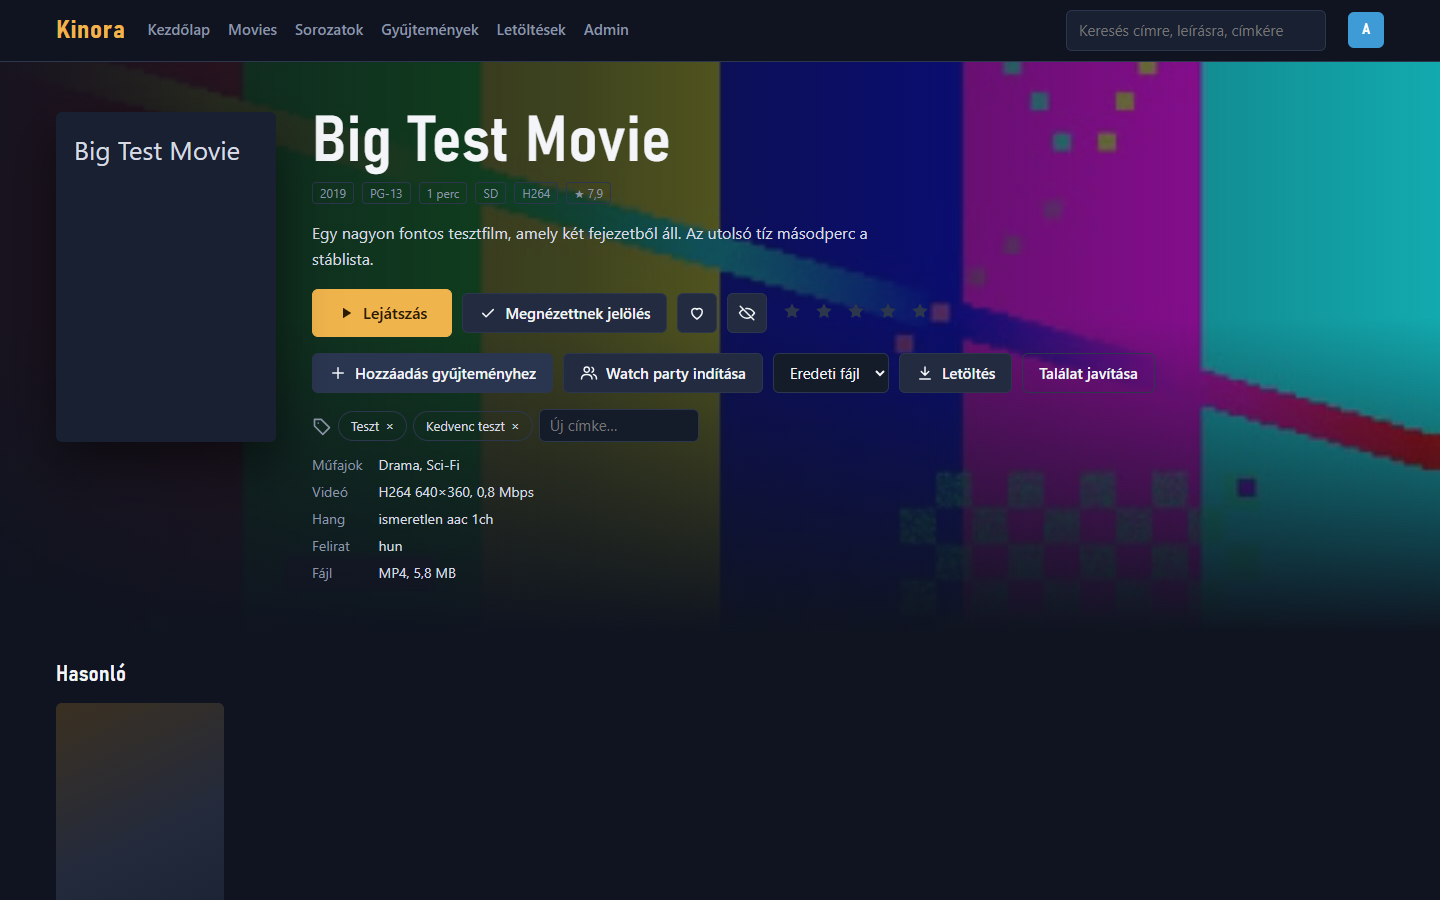 Kinora Kezdőlap Movies Sorozatok Gyűjtemények Letöltések Admin Keresés címre, leírásra, címkére A
Big Test Movie
Big Test Movie
2019 PG-13 1 perc SD H264 ★ 7,9
Egy nagyon fontos tesztfilm, amely két fejezetből áll. Az utolsó tíz másodperc a
stáblista.
Lejátszás Megnézettnek jelölés
Hozzáadás gyűjteményhez Watch party indítása Eredeti fájl Letöltés Találat javítása
Teszt × Kedvenc teszt × Új címke...
Műfajok Drama, Sci-Fi
Videó H264 640×360, 0,8 Mbps
Hang ismeretlen aac 1ch
Felirat hun
Fájl MP4, 5,8 MB
Hasonló